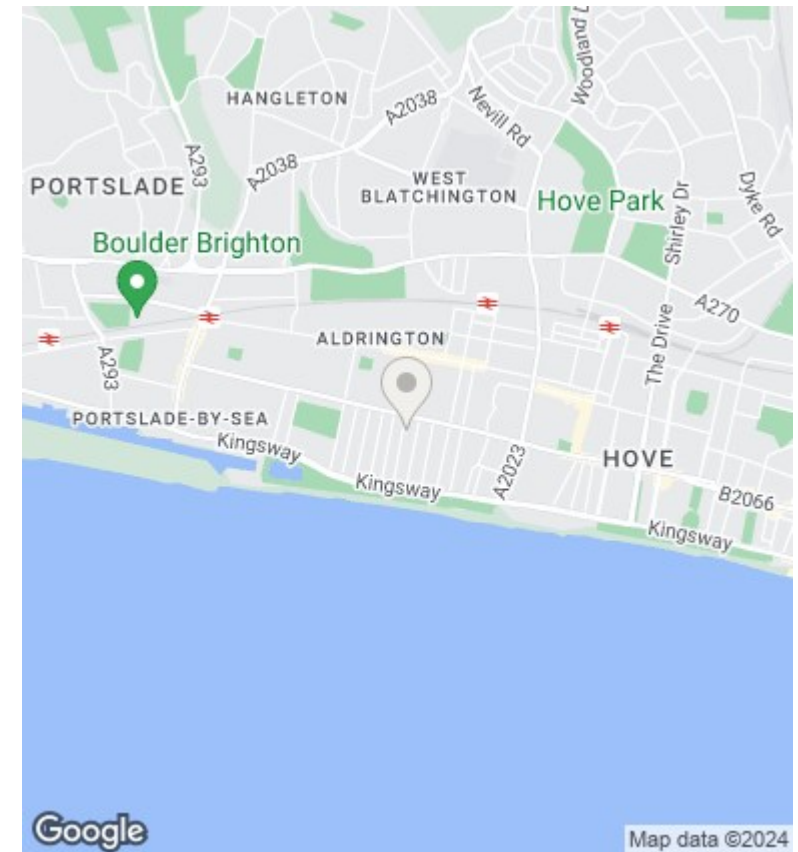 Woodland D
HANGLETON
A2038
Nevill Rd
A293
A2038
PORTSLADE
WEST
BLATCHINGTON
Hove Park
Shirley Dr
Dyke Rd
Boulder Brighton
A270
ALDRINGTON
The Drive
A293
PORTSLADE-BY-SEA
Kingsway
HOVE
A2023
Kingsway
B2066
Kingsway
Google
Map data ©2024